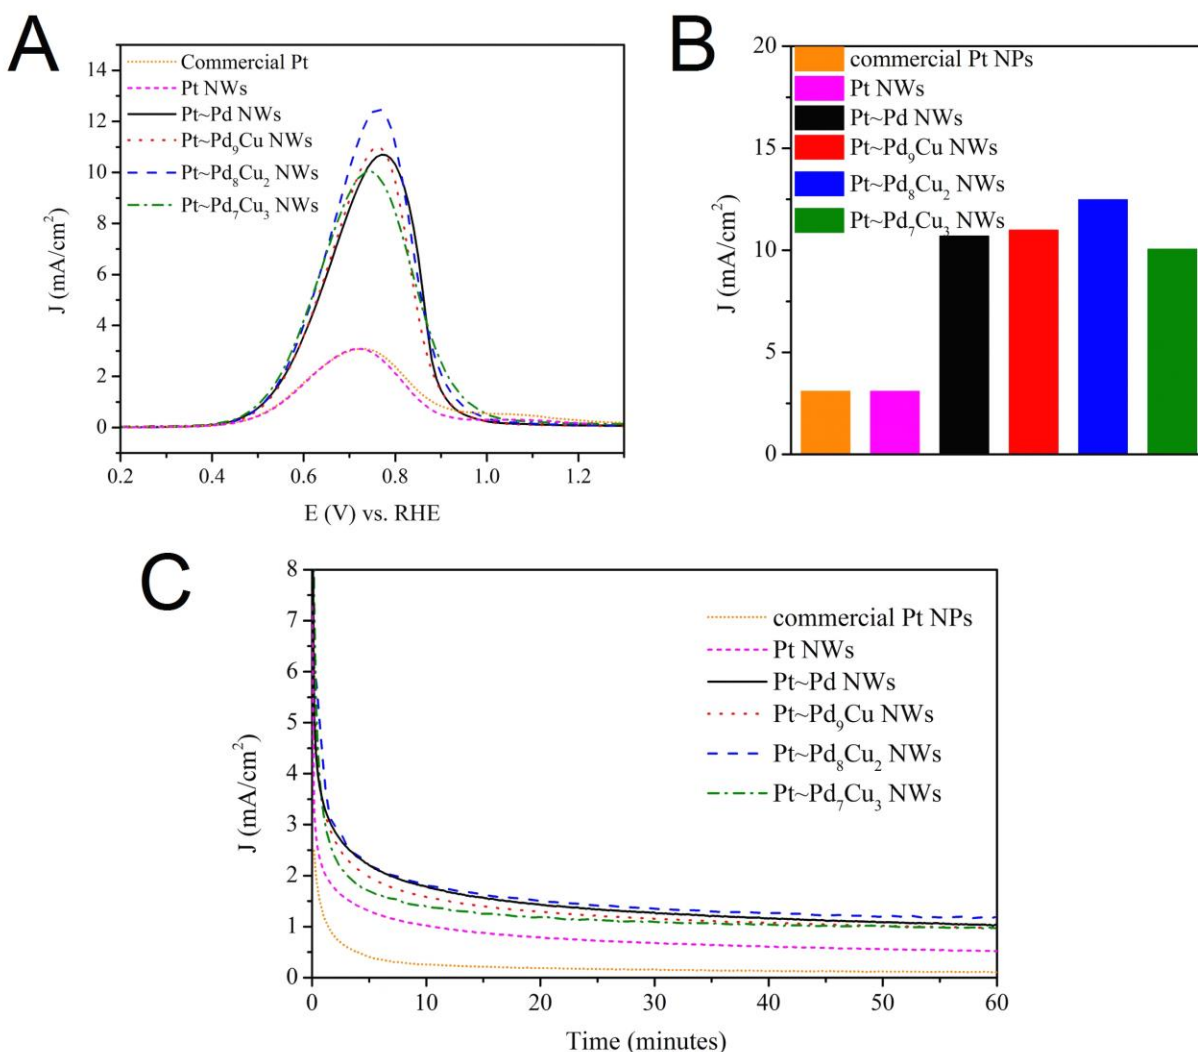 A
14
12
10
8
6
4
2
0
J (mA/cm²)
Commercial Pt
Pt NWs
Pt~Pd NWs
Pt~Pd₉Cu NWs
Pt~Pd₈Cu₂ NWs
Pt~Pd₇Cu₃ NWs
0.2 0.4 0.6 0.8 1.0 1.2
E (V) vs. RHE
B
20
15
10
5
0
J (mA/cm²)
commercial Pt NPs
Pt NWs
Pt~Pd NWs
Pt~Pd₉Cu NWs
Pt~Pd₈Cu₂ NWs
Pt~Pd₇Cu₃ NWs
C
8
7
6
5
4
3
2
1
0
J (mA/cm²)
commercial Pt NPs
Pt NWs
Pt~Pd NWs
Pt~Pd₉Cu NWs
Pt~Pd₈Cu₂ NWs
Pt~Pd₇Cu₃ NWs
0 10 20 30 40 50 60
Time (minutes)